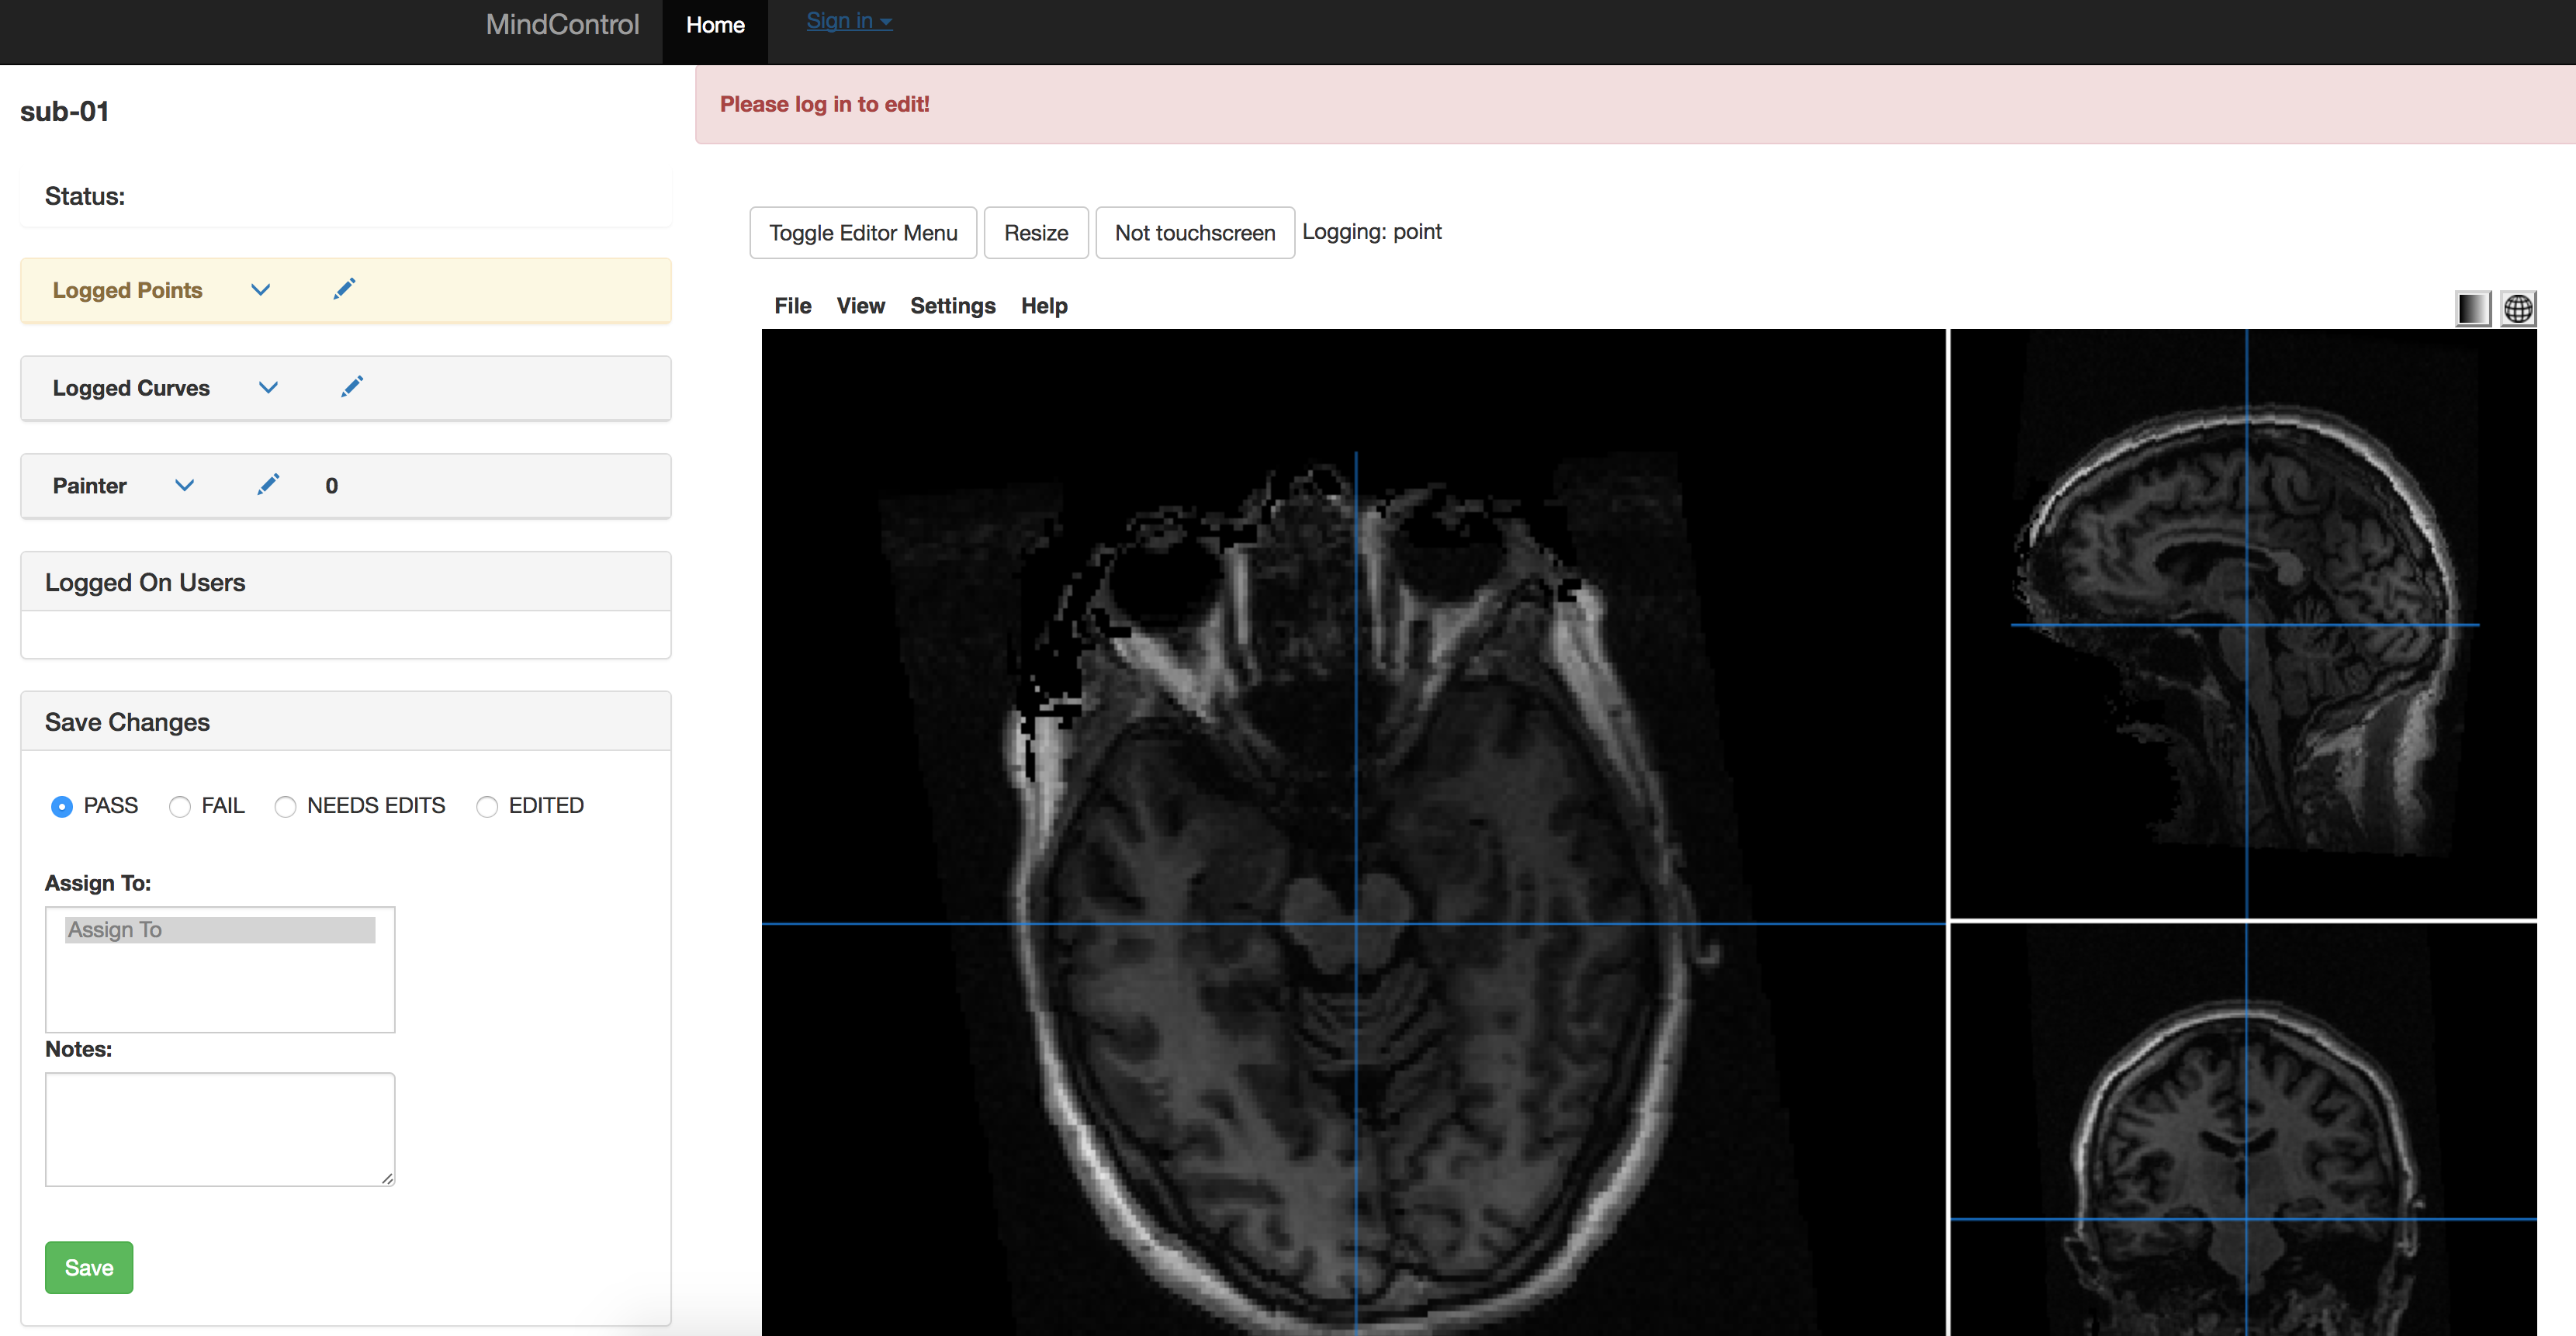 MindControl Home Sign in
sub-01
Please log in to edit!
Status:
Toggle Editor Menu Resize Not touchscreen Logging: point
Logged Points
File View Settings Help
Logged Curves
Painter 0
Logged On Users
Save Changes
PASS FAIL NEEDS EDITS EDITED
Assign To:
Assign To
Notes:
Save